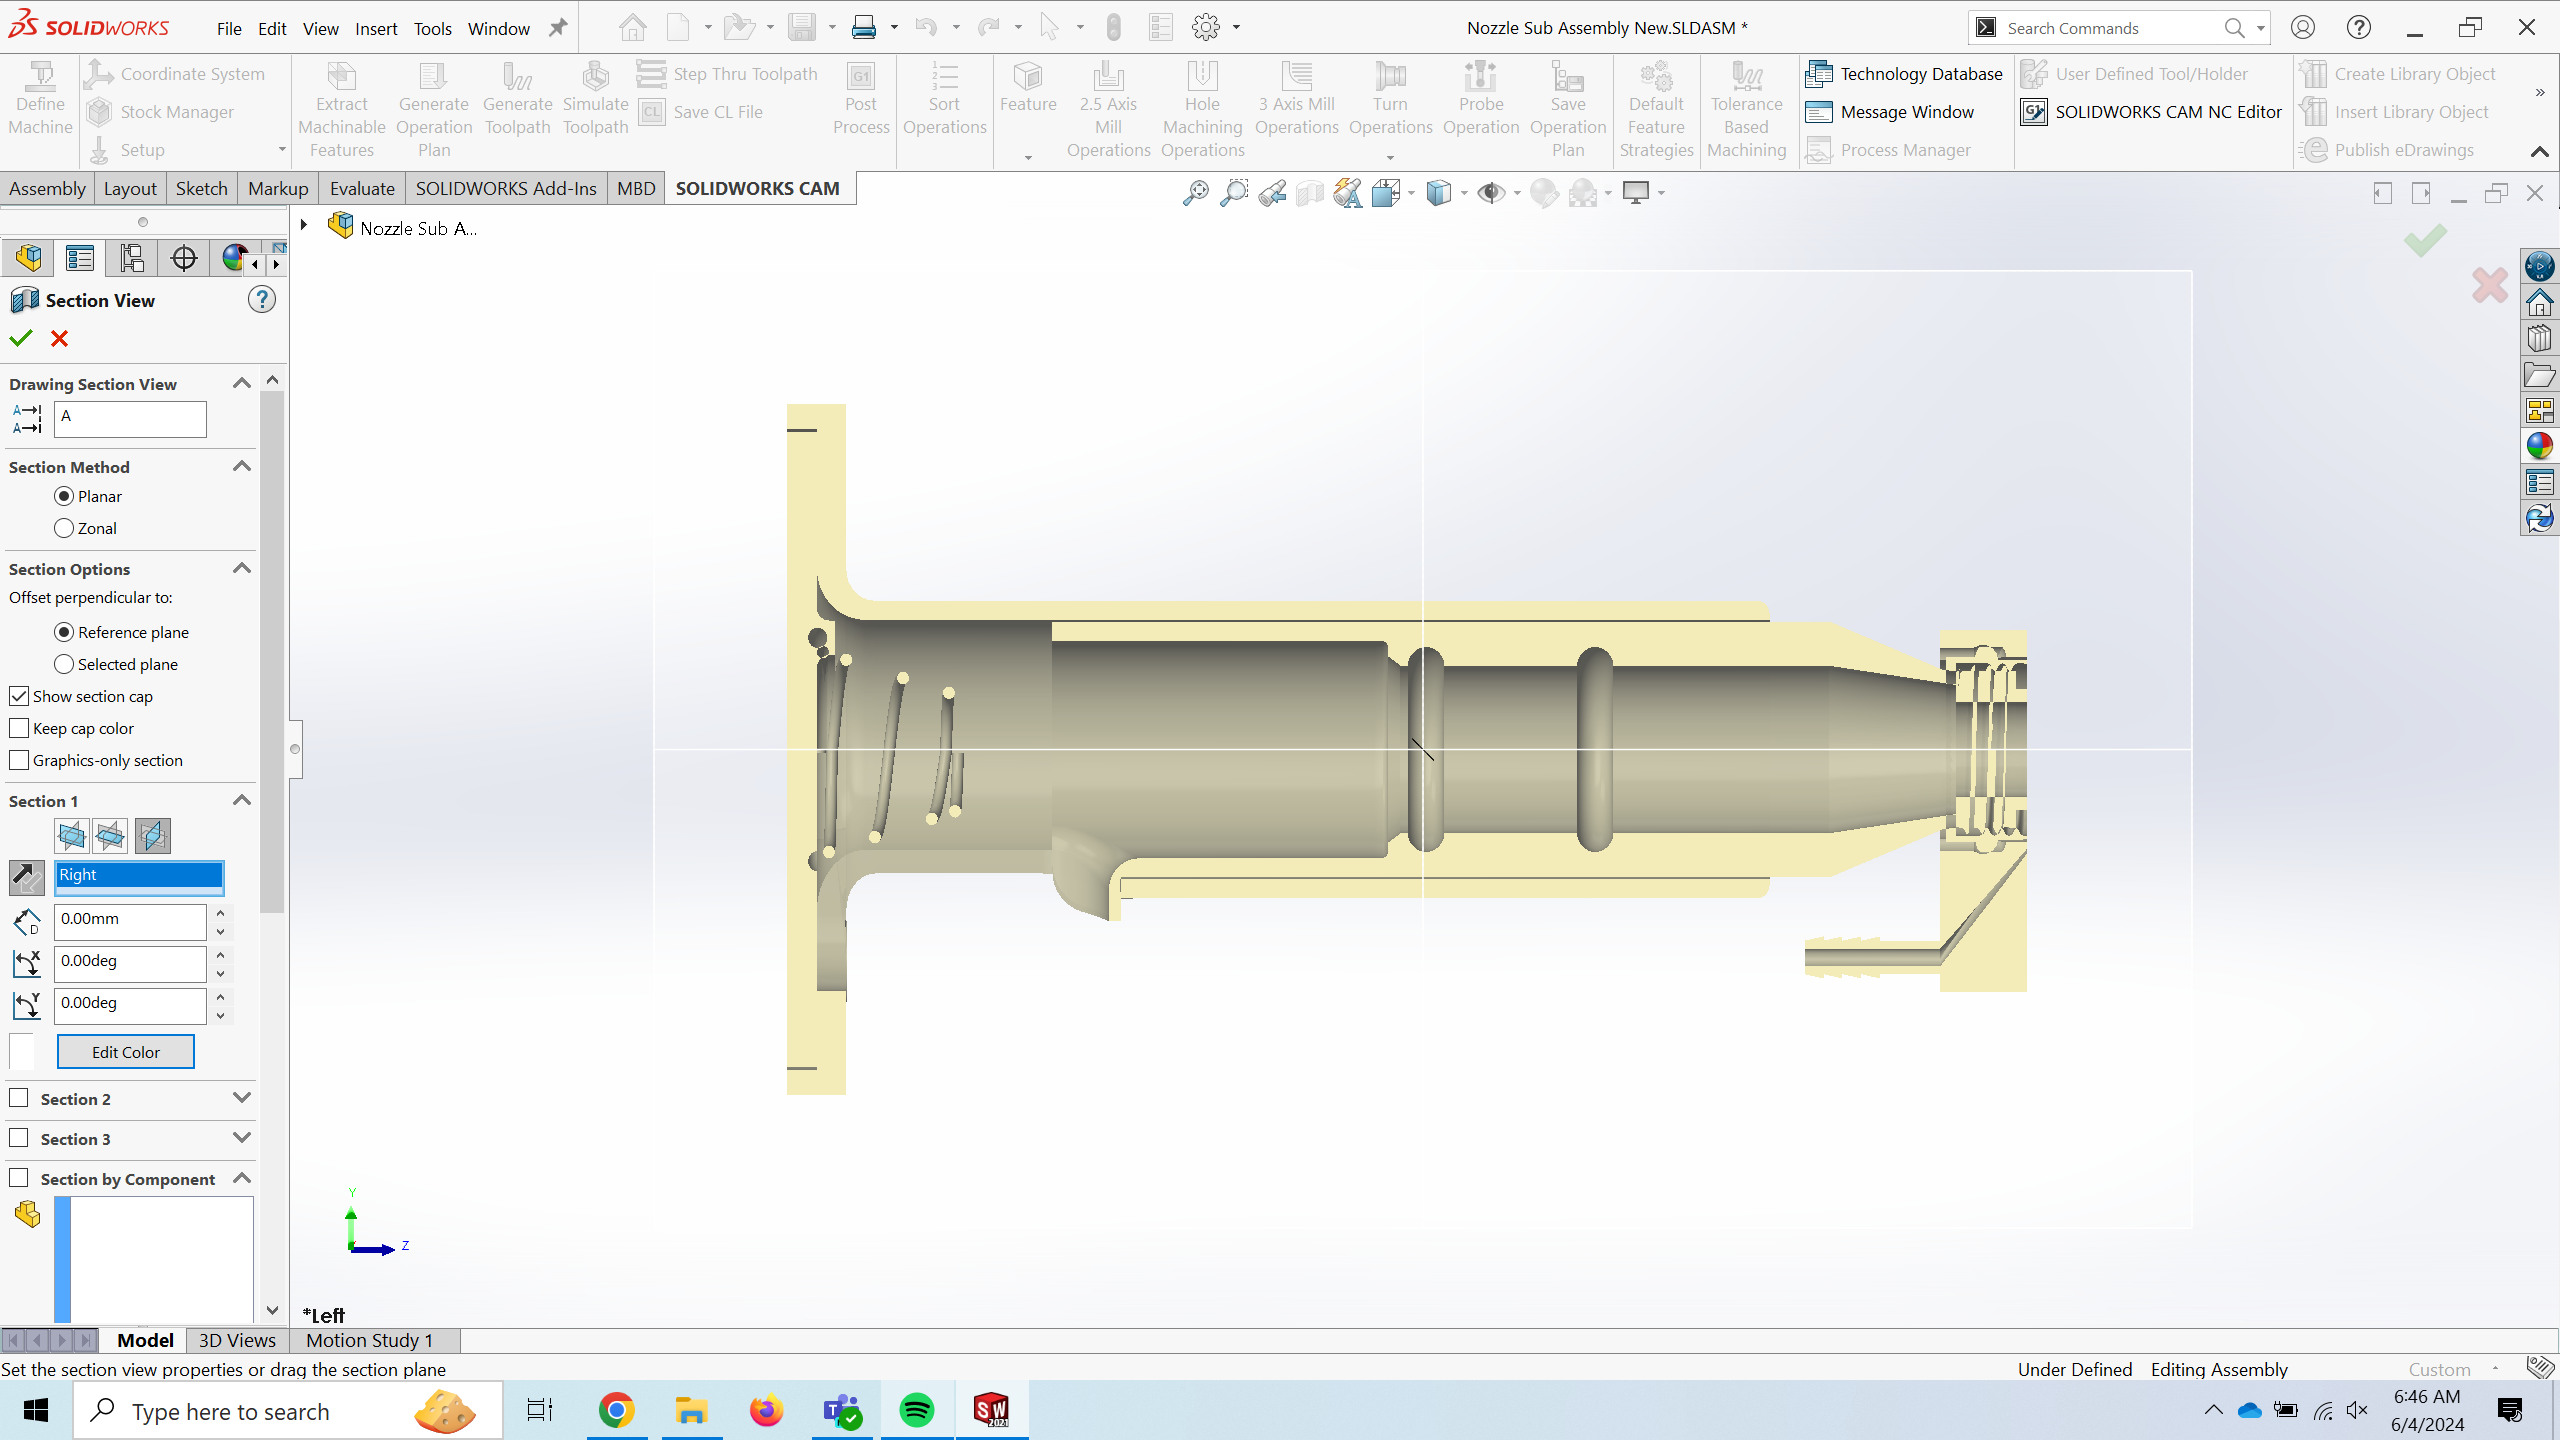 SOLIDWORKS File Edit View Insert Tools Window Nozzle Sub Assembly New.SLDASM * Search Commands
Define Machine
Coordinate System
Stock Manager
Setup
Extract Machinable Features
Generate Operation Plan
Generate Toolpath
Simulate Toolpath
Step Thru Toolpath
Save CL File
Post Process
Sort Operations
Feature
2.5 Axis Mill Operations
Hole Machining Operations
3 Axis Mill Operations
Turn Operations
Probe Operation
Save Operation Plan
Default Feature Strategies
Tolerance Based Machining
Technology Database
Message Window
Process Manager
User Defined Tool/Holder
SOLIDWORKS CAM NC Editor
Create Library Object
Insert Library Object
Publish eDrawings
Assembly Layout Sketch Markup Evaluate SOLIDWORKS Add-Ins MBD SOLIDWORKS CAM
Nozzle Sub A...
Section View
Drawing Section View
A
Section Method
Planar
Zonal
Section Options
Offset perpendicular to:
Reference plane
Selected plane
Show section cap
Keep cap color
Graphics-only section
Section 1
Right
0.00mm
0.00deg
0.00deg
Edit Color
Section 2
Section 3
Section by Component
Y
Z
*Left
Model 3D Views Motion Study 1
Set the section view properties or drag the section plane Under Defined Editing Assembly Custom
Type here to search
6:46 AM
6/4/2024